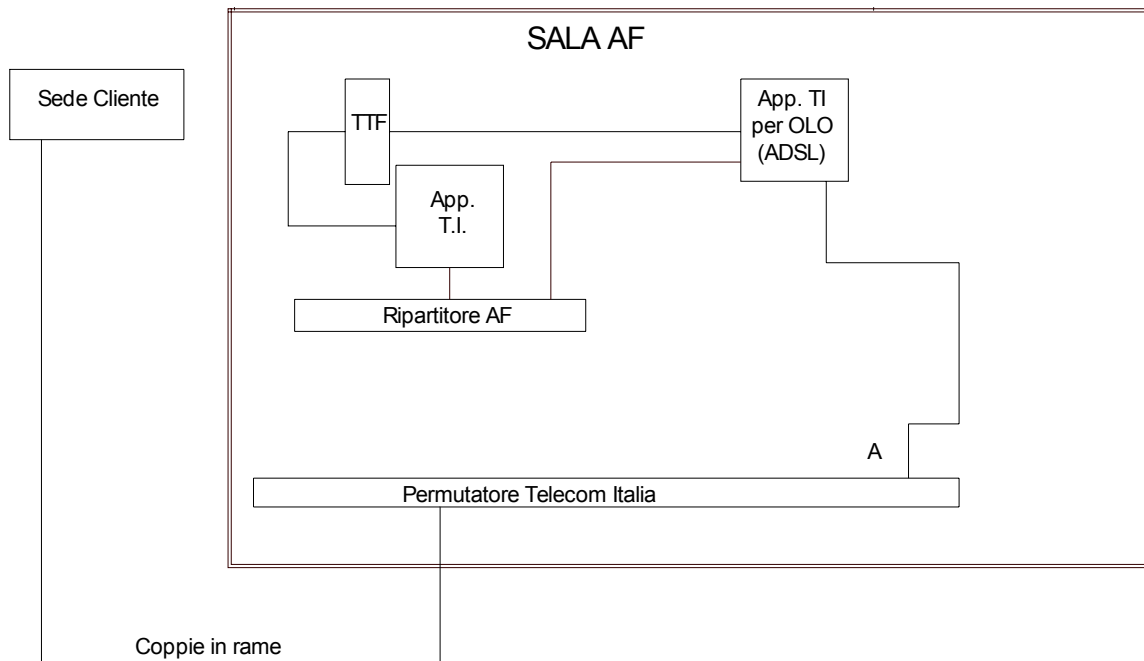 SALA AF
Sede Cliente
TTF
App. TI
per OLO
(ADSL)
App.
T.I.
Ripartitore AF
A
Permutatore Telecom Italia
Coppie in rame